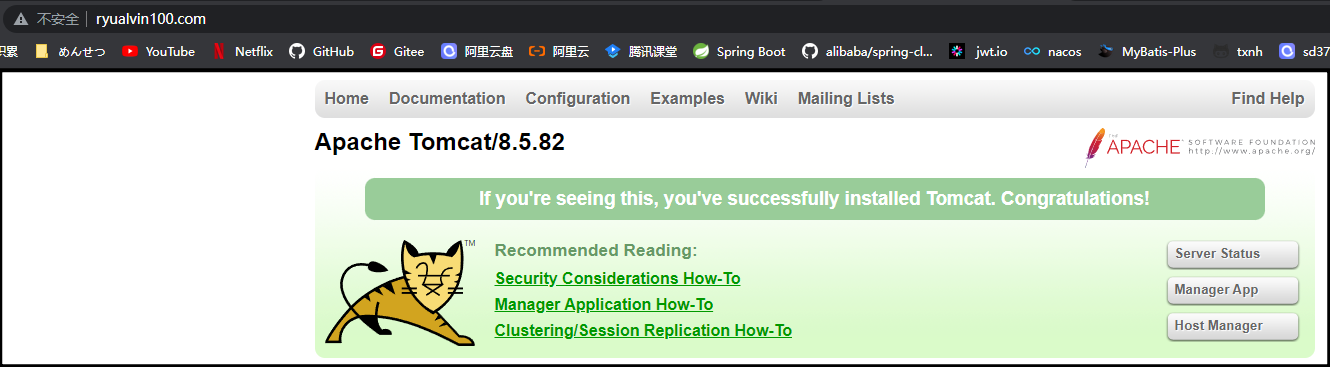 不安全 ryualvin100.com
积累 めんせつ YouTube Netflix GitHub Gitee 阿里云盘 阿里云 腾讯课堂 Spring Boot alibaba/spring-cl... jwt.io nacos MyBatis-Plus txnh sd37
Home Documentation Configuration Examples Wiki Mailing Lists Find Help
Apache Tomcat/8.5.82
THE APACHE™ SOFTWARE FOUNDATION
http://www.apache.org/
If you're seeing this, you've successfully installed Tomcat. Congratulations!
TM
Recommended Reading:
Security Considerations How-To
Manager Application How-To
Clustering/Session Replication How-To
Server Status
Manager App
Host Manager